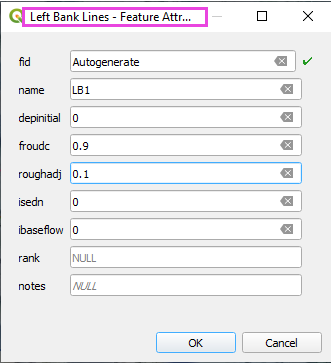 Left Bank Lines - Feature Attr...
fid Autogenerate
name LB1
depinitial 0
froudc 0.9
roughadj 0.1
isedn 0
ibaseflow 0
rank NULL
notes NULL
OK Cancel